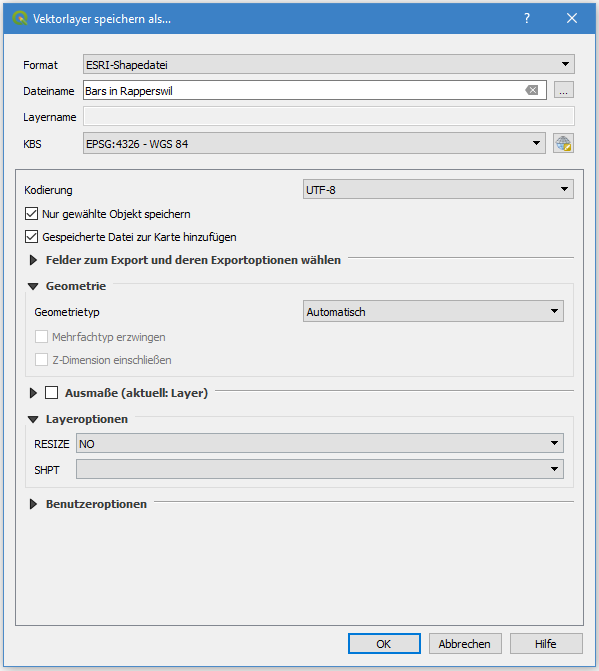 Vektorlayer speichern als...
?
Format ESRI-Shapedatei
Dateiname Bars in Rapperswil ...
Layername
KBS EPSG:4326 - WGS 84
Kodierung UTF-8
Nur gewählte Objekt speichern
Gespeicherte Datei zur Karte hinzufügen
Felder zum Export und deren Exportoptionen wählen
Geometrie
Geometrietyp Automatisch
Mehrfachtyp erzwingen
Z-Dimension einschließen
Ausmaße (aktuell: Layer)
Layeroptionen
RESIZE NO
SHPT
Benutzeroptionen
OK Abbrechen Hilfe